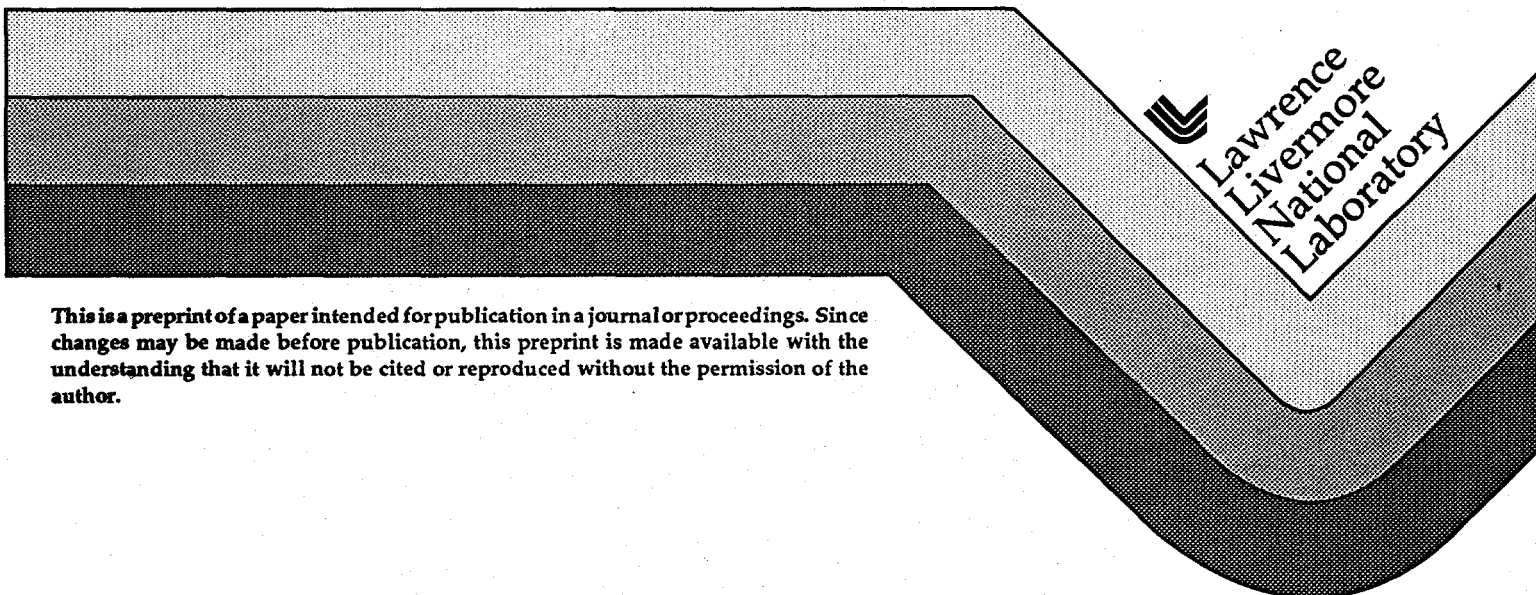 Lawrence
Livermore
National
Laboratory
This is a preprint of a paper intended for publication in a journal or proceedings. Since
changes may be made before publication, this preprint is made available with the
understanding that it will not be cited or reproduced without the permission of the
author.